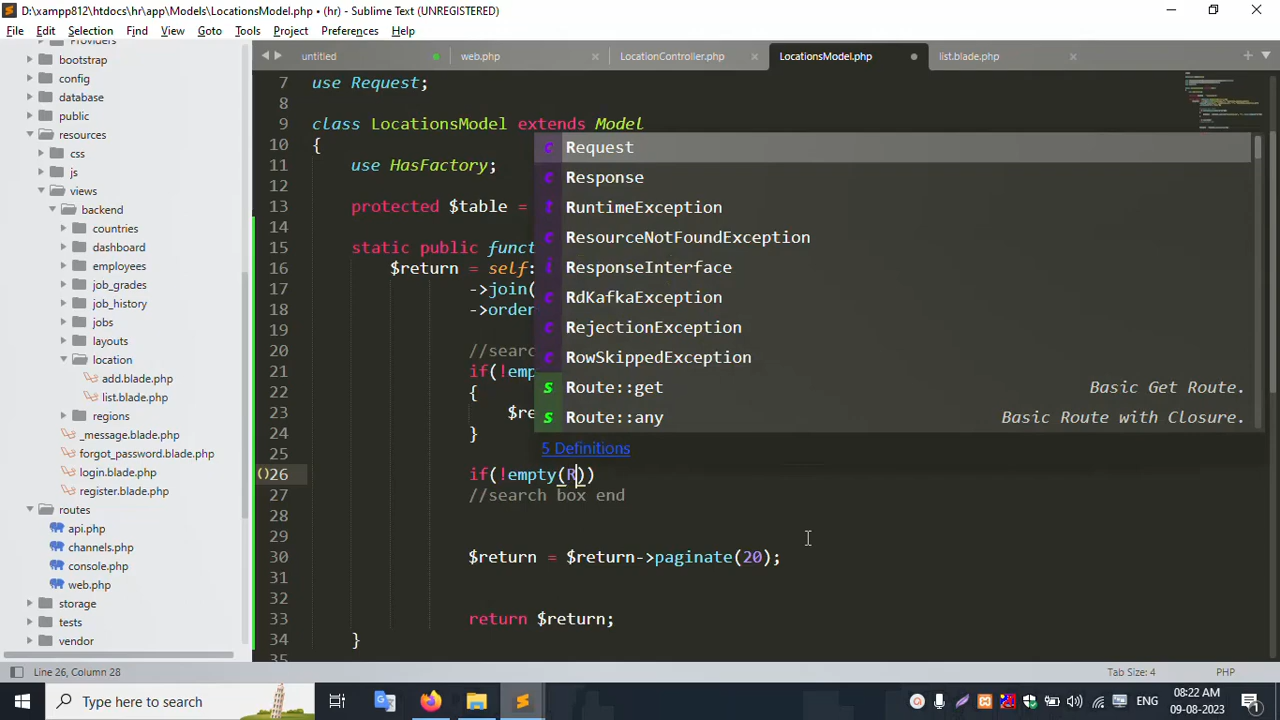 D:\xampp812\htdocs\hr\app\Models\LocationsModel.php • (hr) - Sublime Text (UNREGISTERED)
File Edit Selection Find View Goto Tools Project Preferences Help
untitled web.php LocationController.php LocationsModel.php list.blade.php
Providers
bootstrap
config
database
public
resources
css
js
views
backend
countries
dashboard
employees
job_grades
job_history
jobs
layouts
location
add.blade.php
list.blade.php
regions
_message.blade.php
forgot_password.blade.php
login.blade.php
register.blade.php
routes
api.php
channels.php
console.php
web.php
storage
tests
vendor
7 use Request;
8
9 class LocationsModel extends Model
10 {
11 use HasFactory;
12
13 protected $table =
14
15 static public funct
16 $return = self:
17 ->join(
18 ->order
19
20 //searc
21 if(!emp
22 {
23 $re
24 }
26 if(!empty(R))
27 //search box end
28
29
30 $return = $return->paginate(20);
31
32
33 return $return;
34 }
35
Request
Response
RuntimeException
ResourceNotFoundException
ResponseInterface
RdKafkaException
RejectionException
RowSkippedException
Route::get Basic Get Route.
Route::any Basic Route with Closure.
5 Definitions
Line 26, Column 28 Tab Size: 4 PHP
Type here to search
ENG
08:22 AM
09-08-2023
1